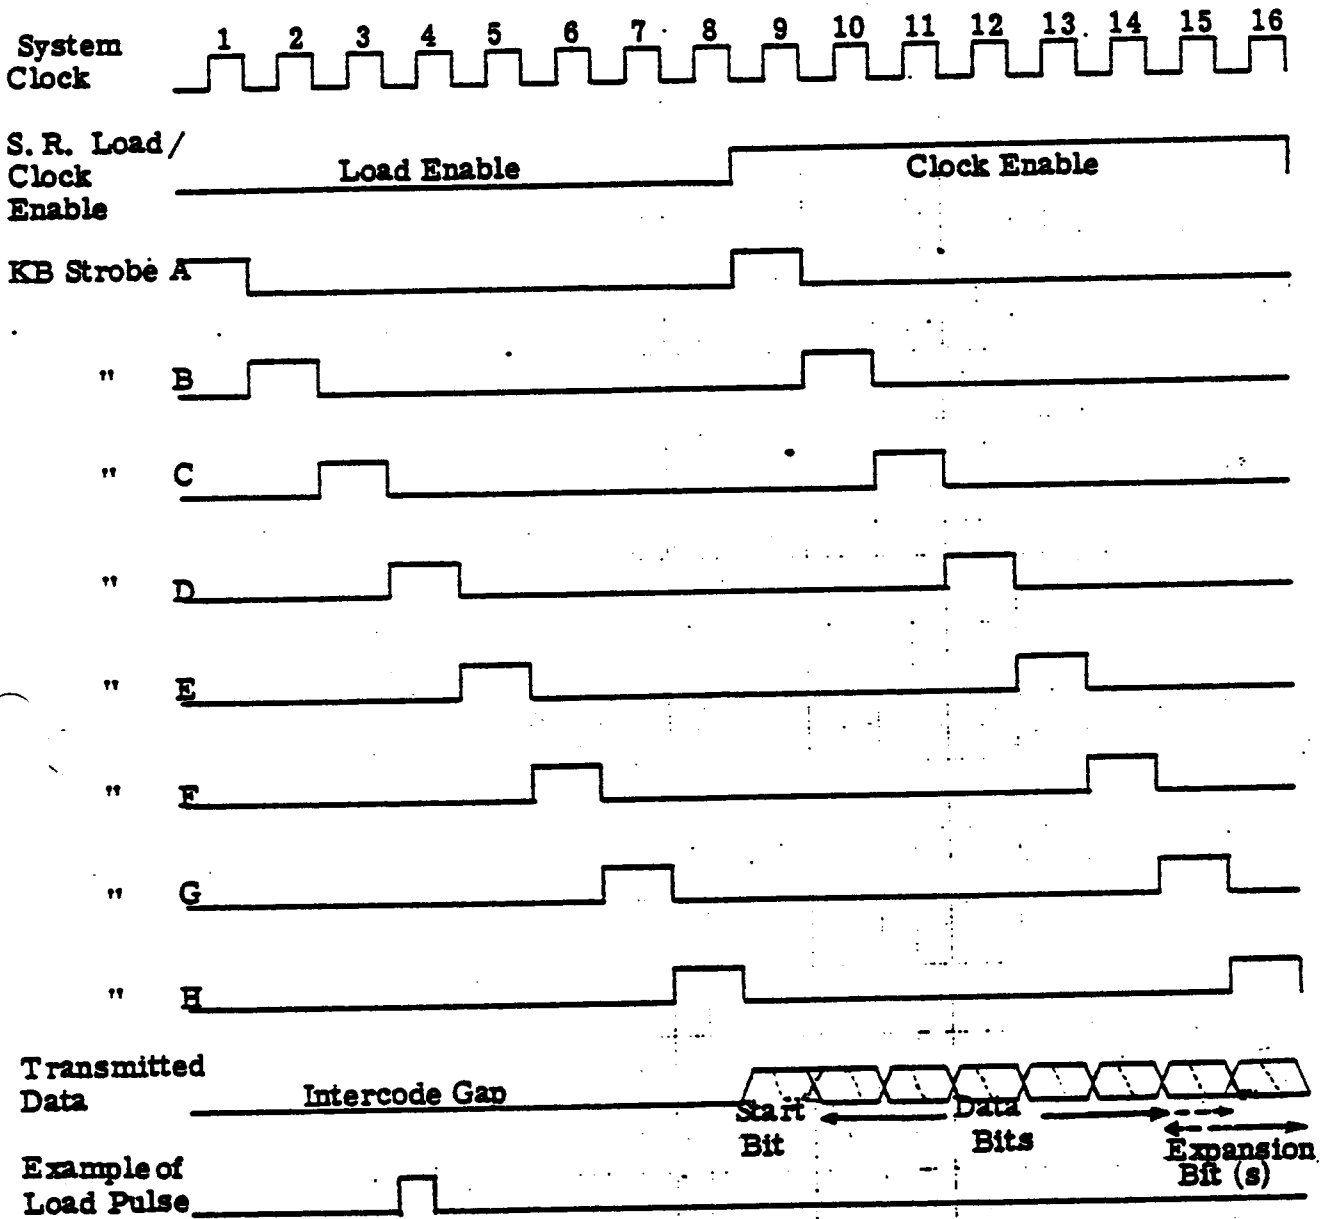 1 2 3 4 5 6 7 8 9 10 11 12 13 14 15 16
System
Clock
S. R. Load/
Clock
Enable
Load Enable
Clock Enable
KB Strobe A
" B
" C
" D
" E
" F
" G
" H
Transmitted
Data
Intercode Gap
Start
Bit
Data
Bits
Expansion
Bit (s)
Example of
Load Pulse